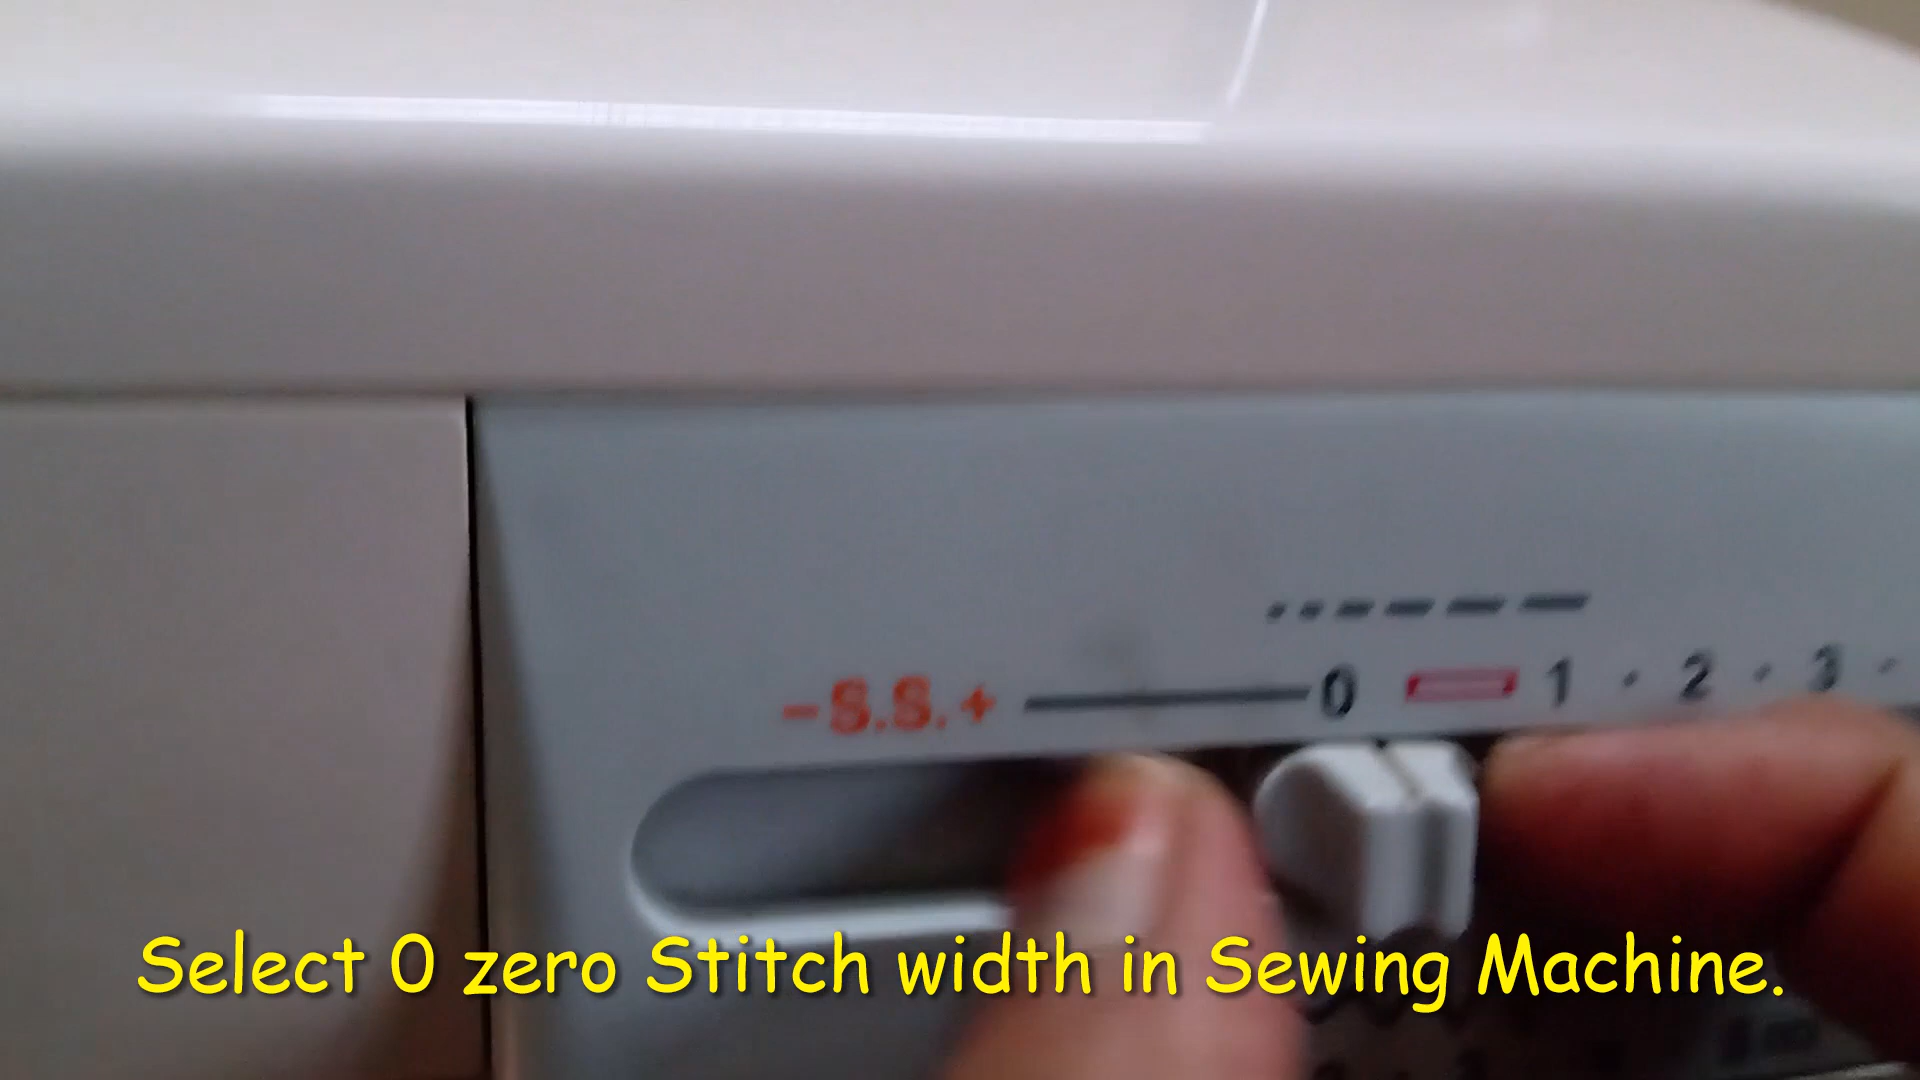 -S.S.+ 0 1 · 2 · 3 ·
Select 0 zero Stitch width in Sewing Machine.